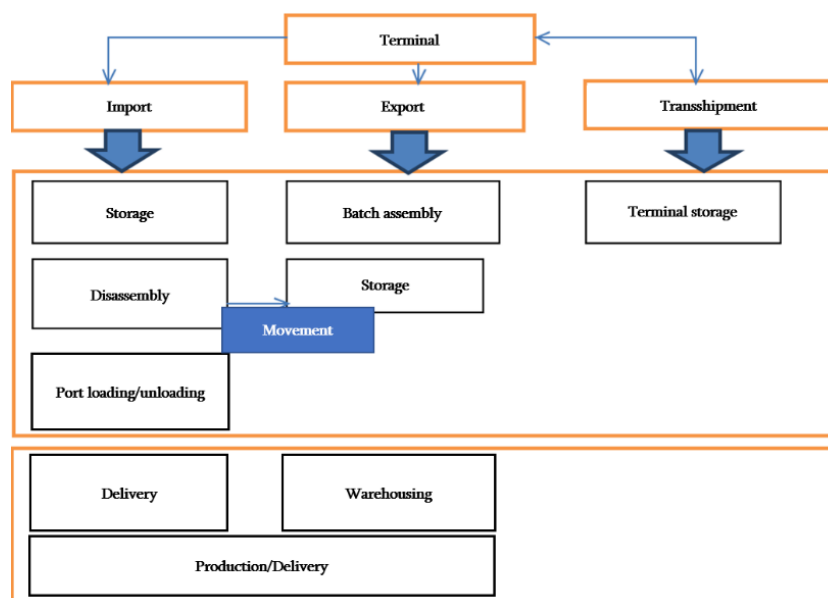 Terminal
Import
Export
Transshipment
Storage
Batch assembly
Terminal storage
Disassembly
Storage
Movement
Port loading/unloading
Delivery
Warehousing
Production/Delivery